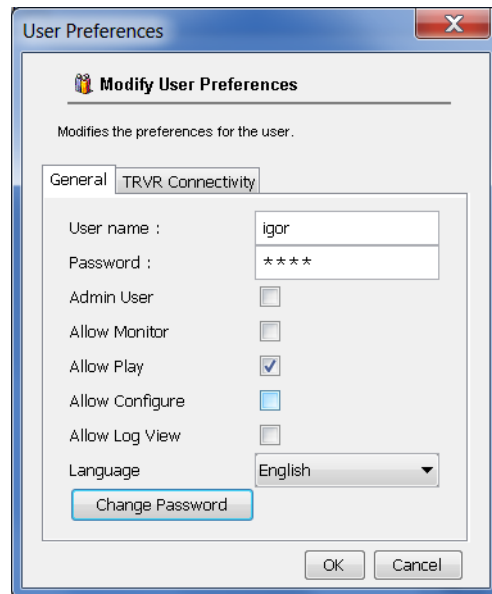 User Preferences
Modify User Preferences
Modifies the preferences for the user.
General TRVR Connectivity
User name : igor
Password : ****
Admin User
Allow Monitor
Allow Play
Allow Configure
Allow Log View
Language English
Change Password
OK Cancel